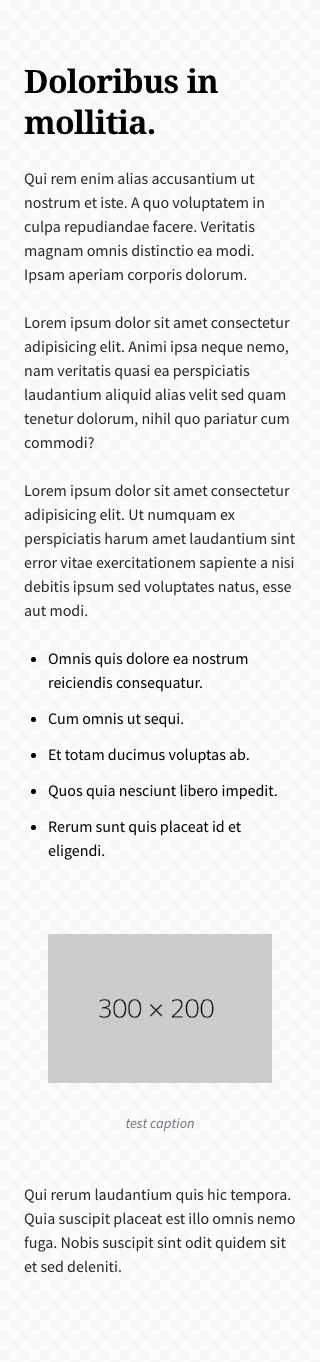 Doloribus in
mollitia.
Qui rem enim alias accusantium ut
nostrum et iste. A quo voluptatem in
culpa repudiandae facere. Veritatis
magnam omnis distinctio ea modi.
Ipsam aperiam corporis dolorum.
Lorem ipsum dolor sit amet consectetur
adipisicing elit. Animi ipsa neque nemo,
nam veritatis quasi ea perspiciatis
laudantium aliquid alias velit sed quam
tenetur dolorum, nihil quo pariatur cum
commodi?
Lorem ipsum dolor sit amet consectetur
adipisicing elit. Ut numquam ex
perspiciatis harum amet laudantium sint
error vitae exercitationem sapiente a nisi
debitis ipsum sed voluptates natus, esse
aut modi.
• Omnis quis dolore ea nostrum
reiciendis consequatur.
• Cum omnis ut sequi.
• Et totam ducimus voluptas ab.
• Quos quia nesciunt libero impedit.
• Rerum sunt quis placeat id et
eligendi.
300 × 200
test caption
Qui rerum laudantium quis hic tempora.
Quia suscipit placeat est illo omnis nemo
fuga. Nobis suscipit sint odit quidem sit
et sed deleniti.